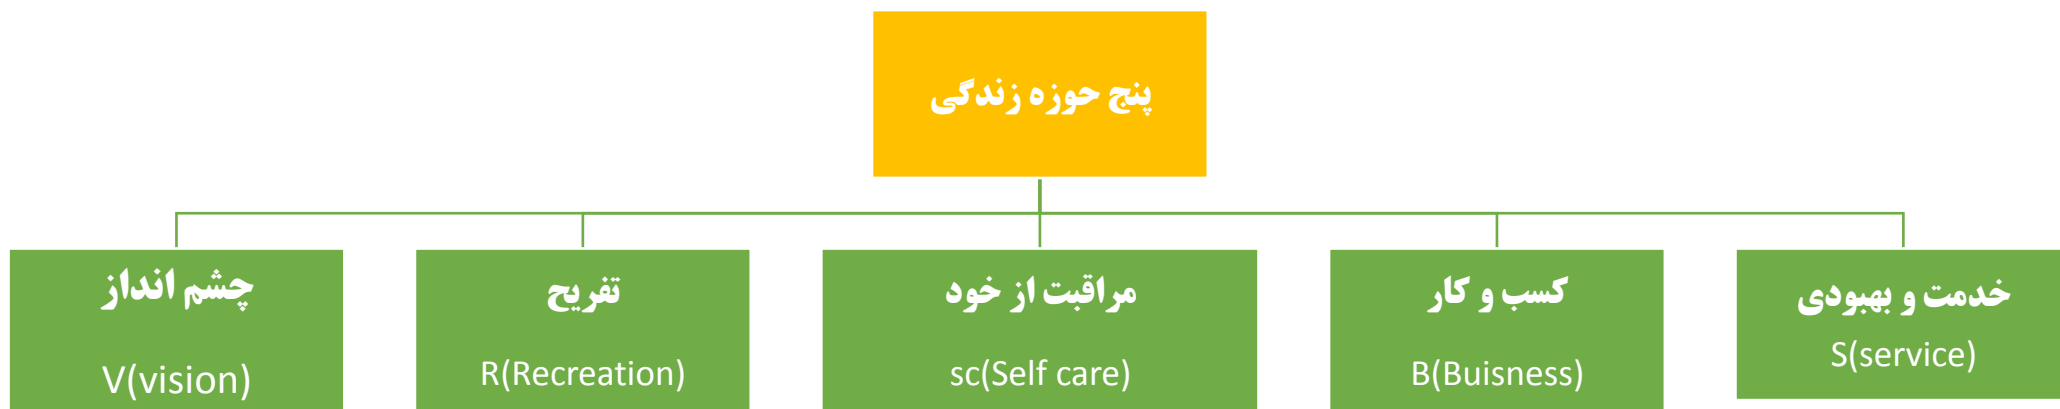 پنج حوزه زندگی
خدمت و بهبودی
S(service)
کسب و کار
B(Buisness)
مراقبت از خود
sc(Self care)
تفریح
R(Recreation)
چشم انداز
V(vision)